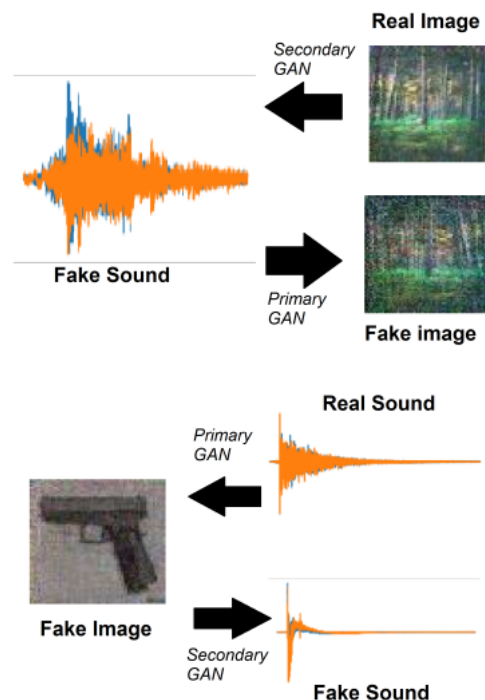 Real Image
Secondary
GAN
Fake Sound
Primary
GAN
Fake image
Real Sound
Primary
GAN
Fake Image
Secondary
GAN
Fake Sound